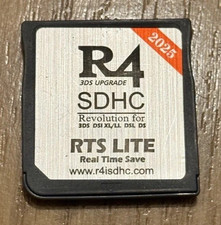 2025
R4
3DS UPGRADE
SDHC
Revolution for
3DS DSI XL/LL DSL DS
RTS LITE
Real Time Save
www.r4isdhc.com